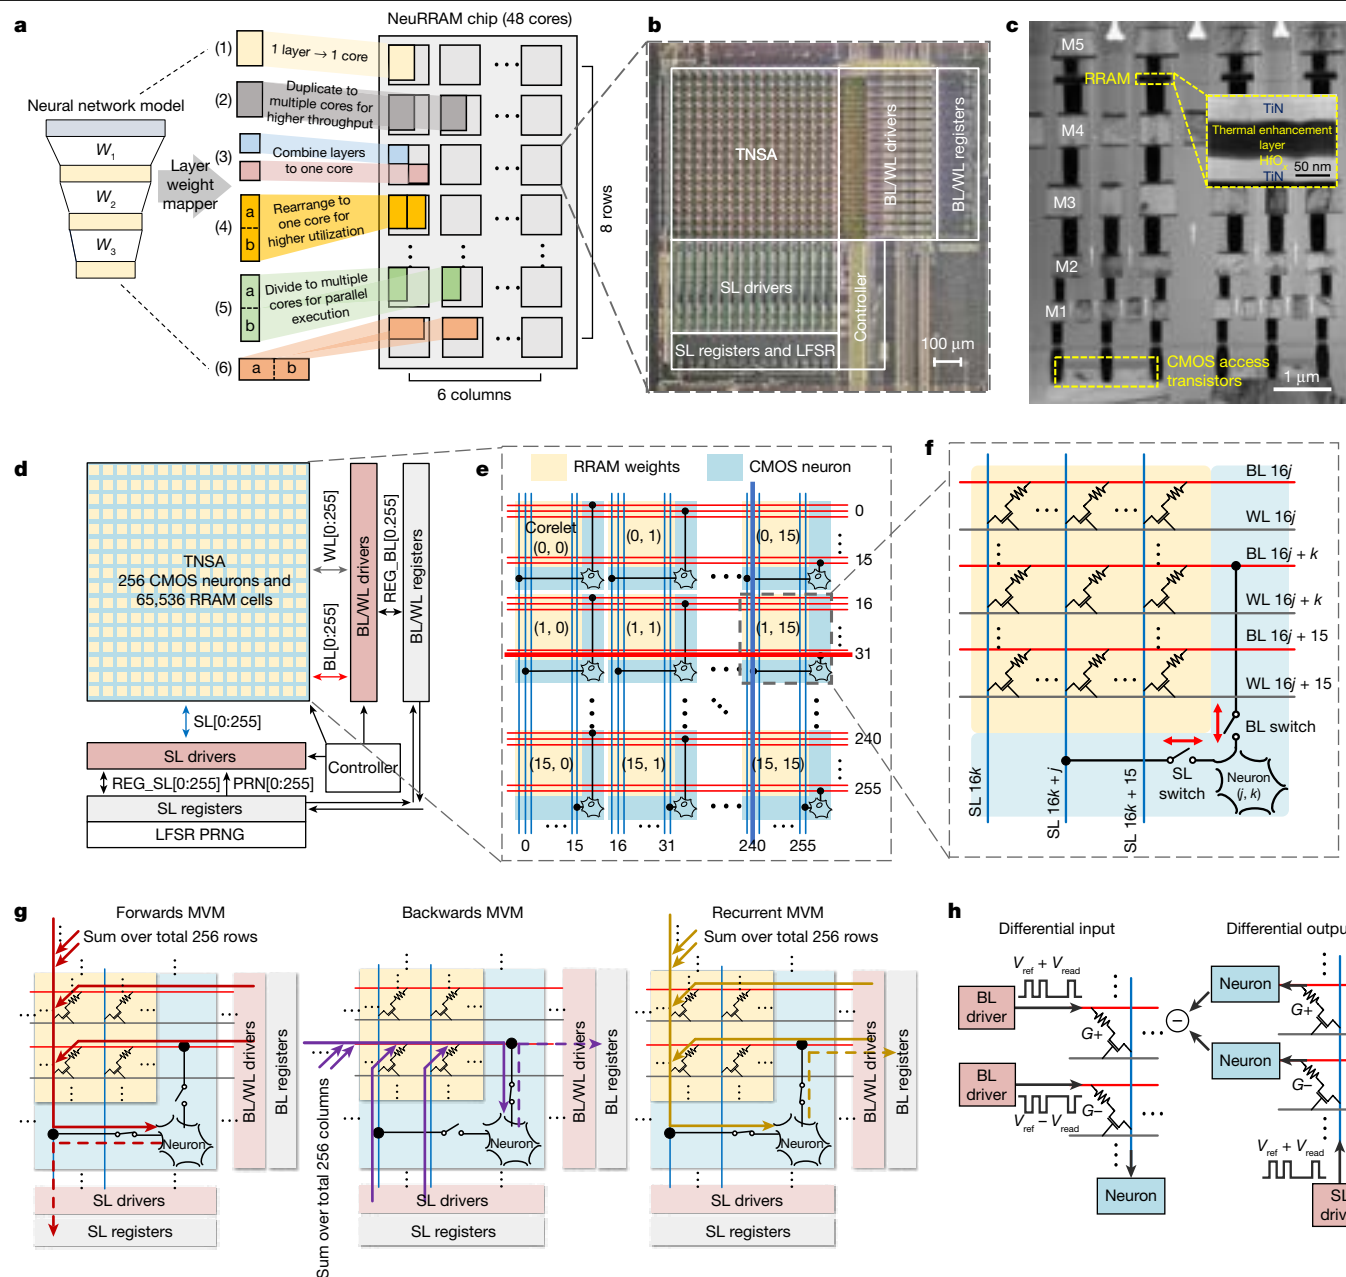 a
NeuRRAM chip (48 cores)
Neural network model
W1
W2
W3
Layer
weight
mapper
(1)
1 layer → 1 core
(2)
Duplicate to
multiple cores for
higher throughput
(3)
Combine layers
to one core
(4)
a
b
Rearrange to
one core for
higher utilization
(5)
a
b
Divide to multiple
cores for parallel
execution
(6)
a b
8 rows
6 columns
b
TNSA
BL/WL drivers
BL/WL registers
SL drivers
Controller
SL registers and LFSR
100 μm
c
M5
RRAM
M4
M3
M2
M1
TiN
Thermal enhancement
layer
HfOx
TiN
50 nm
CMOS access
transistors
1 μm
d
TNSA
256 CMOS neurons and
65,536 RRAM cells
WL[0:255]
BL[0:255]
BL/WL drivers
REG_BL[0.255]
BL/WL registers
SL[0:255]
SL drivers
Controller
REG_SL[0:255]
PRN[0:255]
SL registers
LFSR PRNG
e
RRAM weights
CMOS neuron
Corelet
(0, 0)
(0, 1)
(0, 15)
0
15
(1, 0)
(1, 1)
(1, 15)
16
31
(15, 0)
(15, 1)
(15, 15)
240
255
0
15
16
31
240
255
f
BL 16j
WL 16j
BL 16j + k
WL 16j + k
BL 16j + 15
WL 16j + 15
BL switch
SL
switch
Neuron
(j, k)
SL 16k
SL 16k + j
SL 16k + 15
g
Forwards MVM
Sum over total 256 rows
BL/WL drivers
BL registers
Neuron
SL drivers
SL registers
Backwards MVM
Sum over total 256 columns
BL/WL drivers
BL registers
Neuron
SL drivers
SL registers
Recurrent MVM
Sum over total 256 rows
BL/WL drivers
BL registers
Neuron
SL drivers
SL registers
h
Differential input
Vref + Vread
BL
driver
G+
BL
driver
Vref − Vread
G−
Neuron
Differential outpu
Neuron
G+
−
Neuron
G−
Vref + Vread
SL
drive